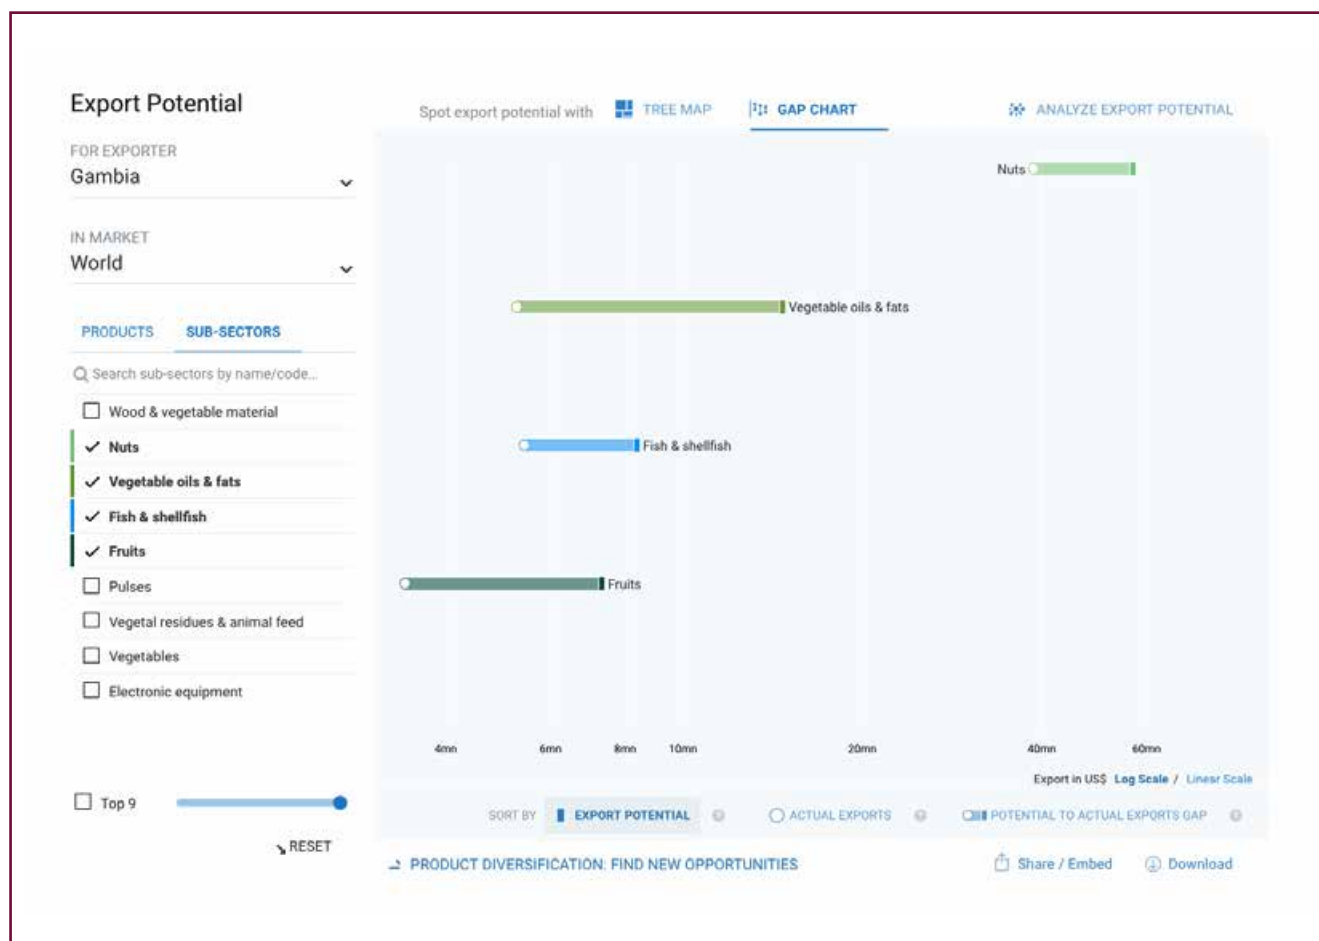 Export Potential
Spot export potential with
TREE MAP
GAP CHART
ANALYZE EXPORT POTENTIAL
FOR EXPORTER
Gambia
IN MARKET
World
PRODUCTS
SUB-SECTORS
Search sub-sectors by name/code...
Wood & vegetable material
Nuts
Vegetable oils & fats
Fish & shellfish
Fruits
Pulses
Vegetal residues & animal feed
Vegetables
Electronic equipment
Top 9
RESET
Nuts
Vegetable oils & fats
Fish & shellfish
Fruits
4mn 6mn 8mn 10mn 20mn 40mn 60mn
Export in US$ Log Scale / Linear Scale
SORT BY EXPORT POTENTIAL ACTUAL EXPORTS POTENTIAL TO ACTUAL EXPORTS GAP
PRODUCT DIVERSIFICATION: FIND NEW OPPORTUNITIES
Share / Embed
Download